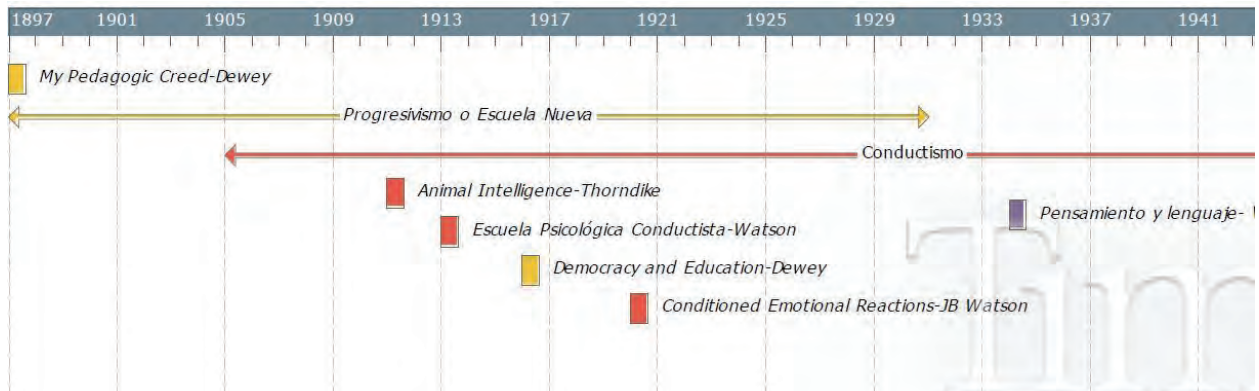 1897 1901 1905 1909 1913 1917 1921 1925 1929 1933 1937 1941
My Pedagogic Creed-Dewey
Progresivismo o Escuela Nueva
Conductismo
Animal Intelligence-Thorndike
Pensamiento y lenguaje-
Escuela Psicológica Conductista-Watson
Democracy and Education-Dewey
Conditioned Emotional Reactions-JB Watson